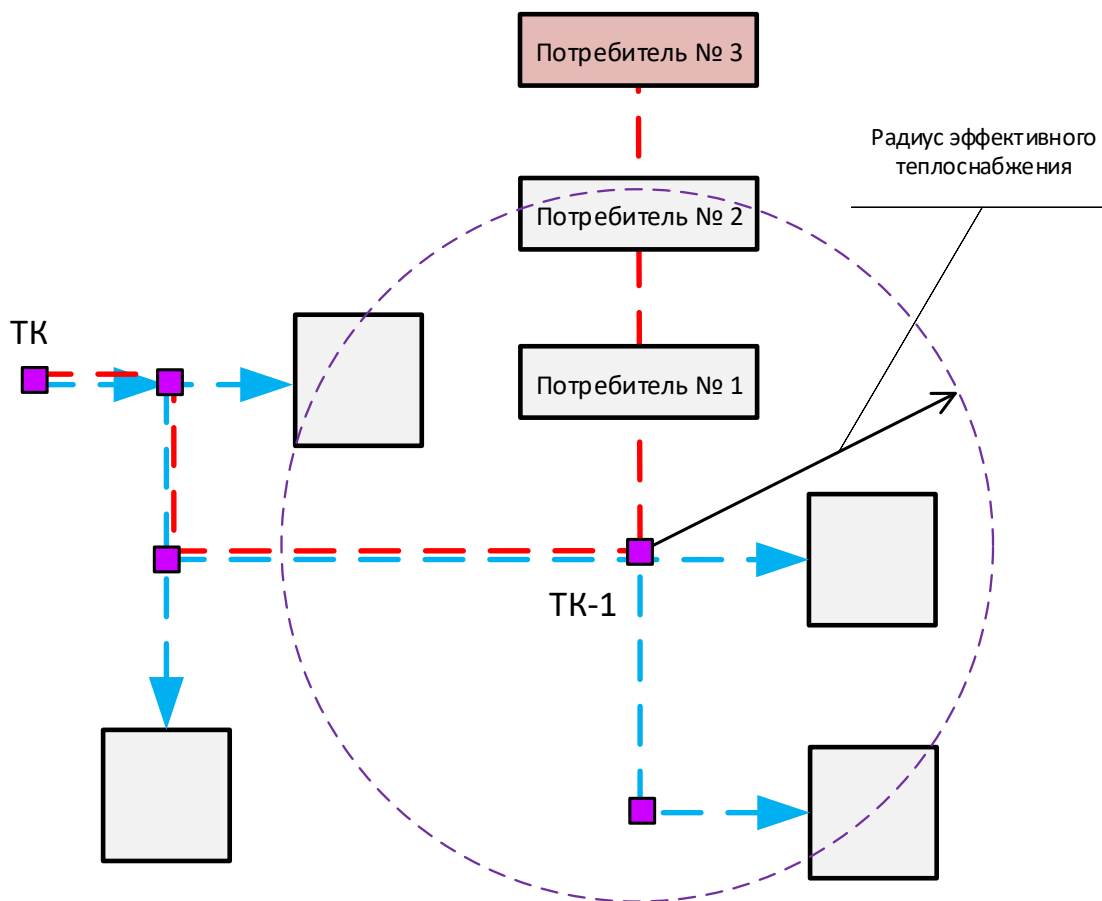 Потребитель № 3
Радиус эффективного
теплоснабжения
Потребитель № 2
ТК
Потребитель № 1
ТК-1